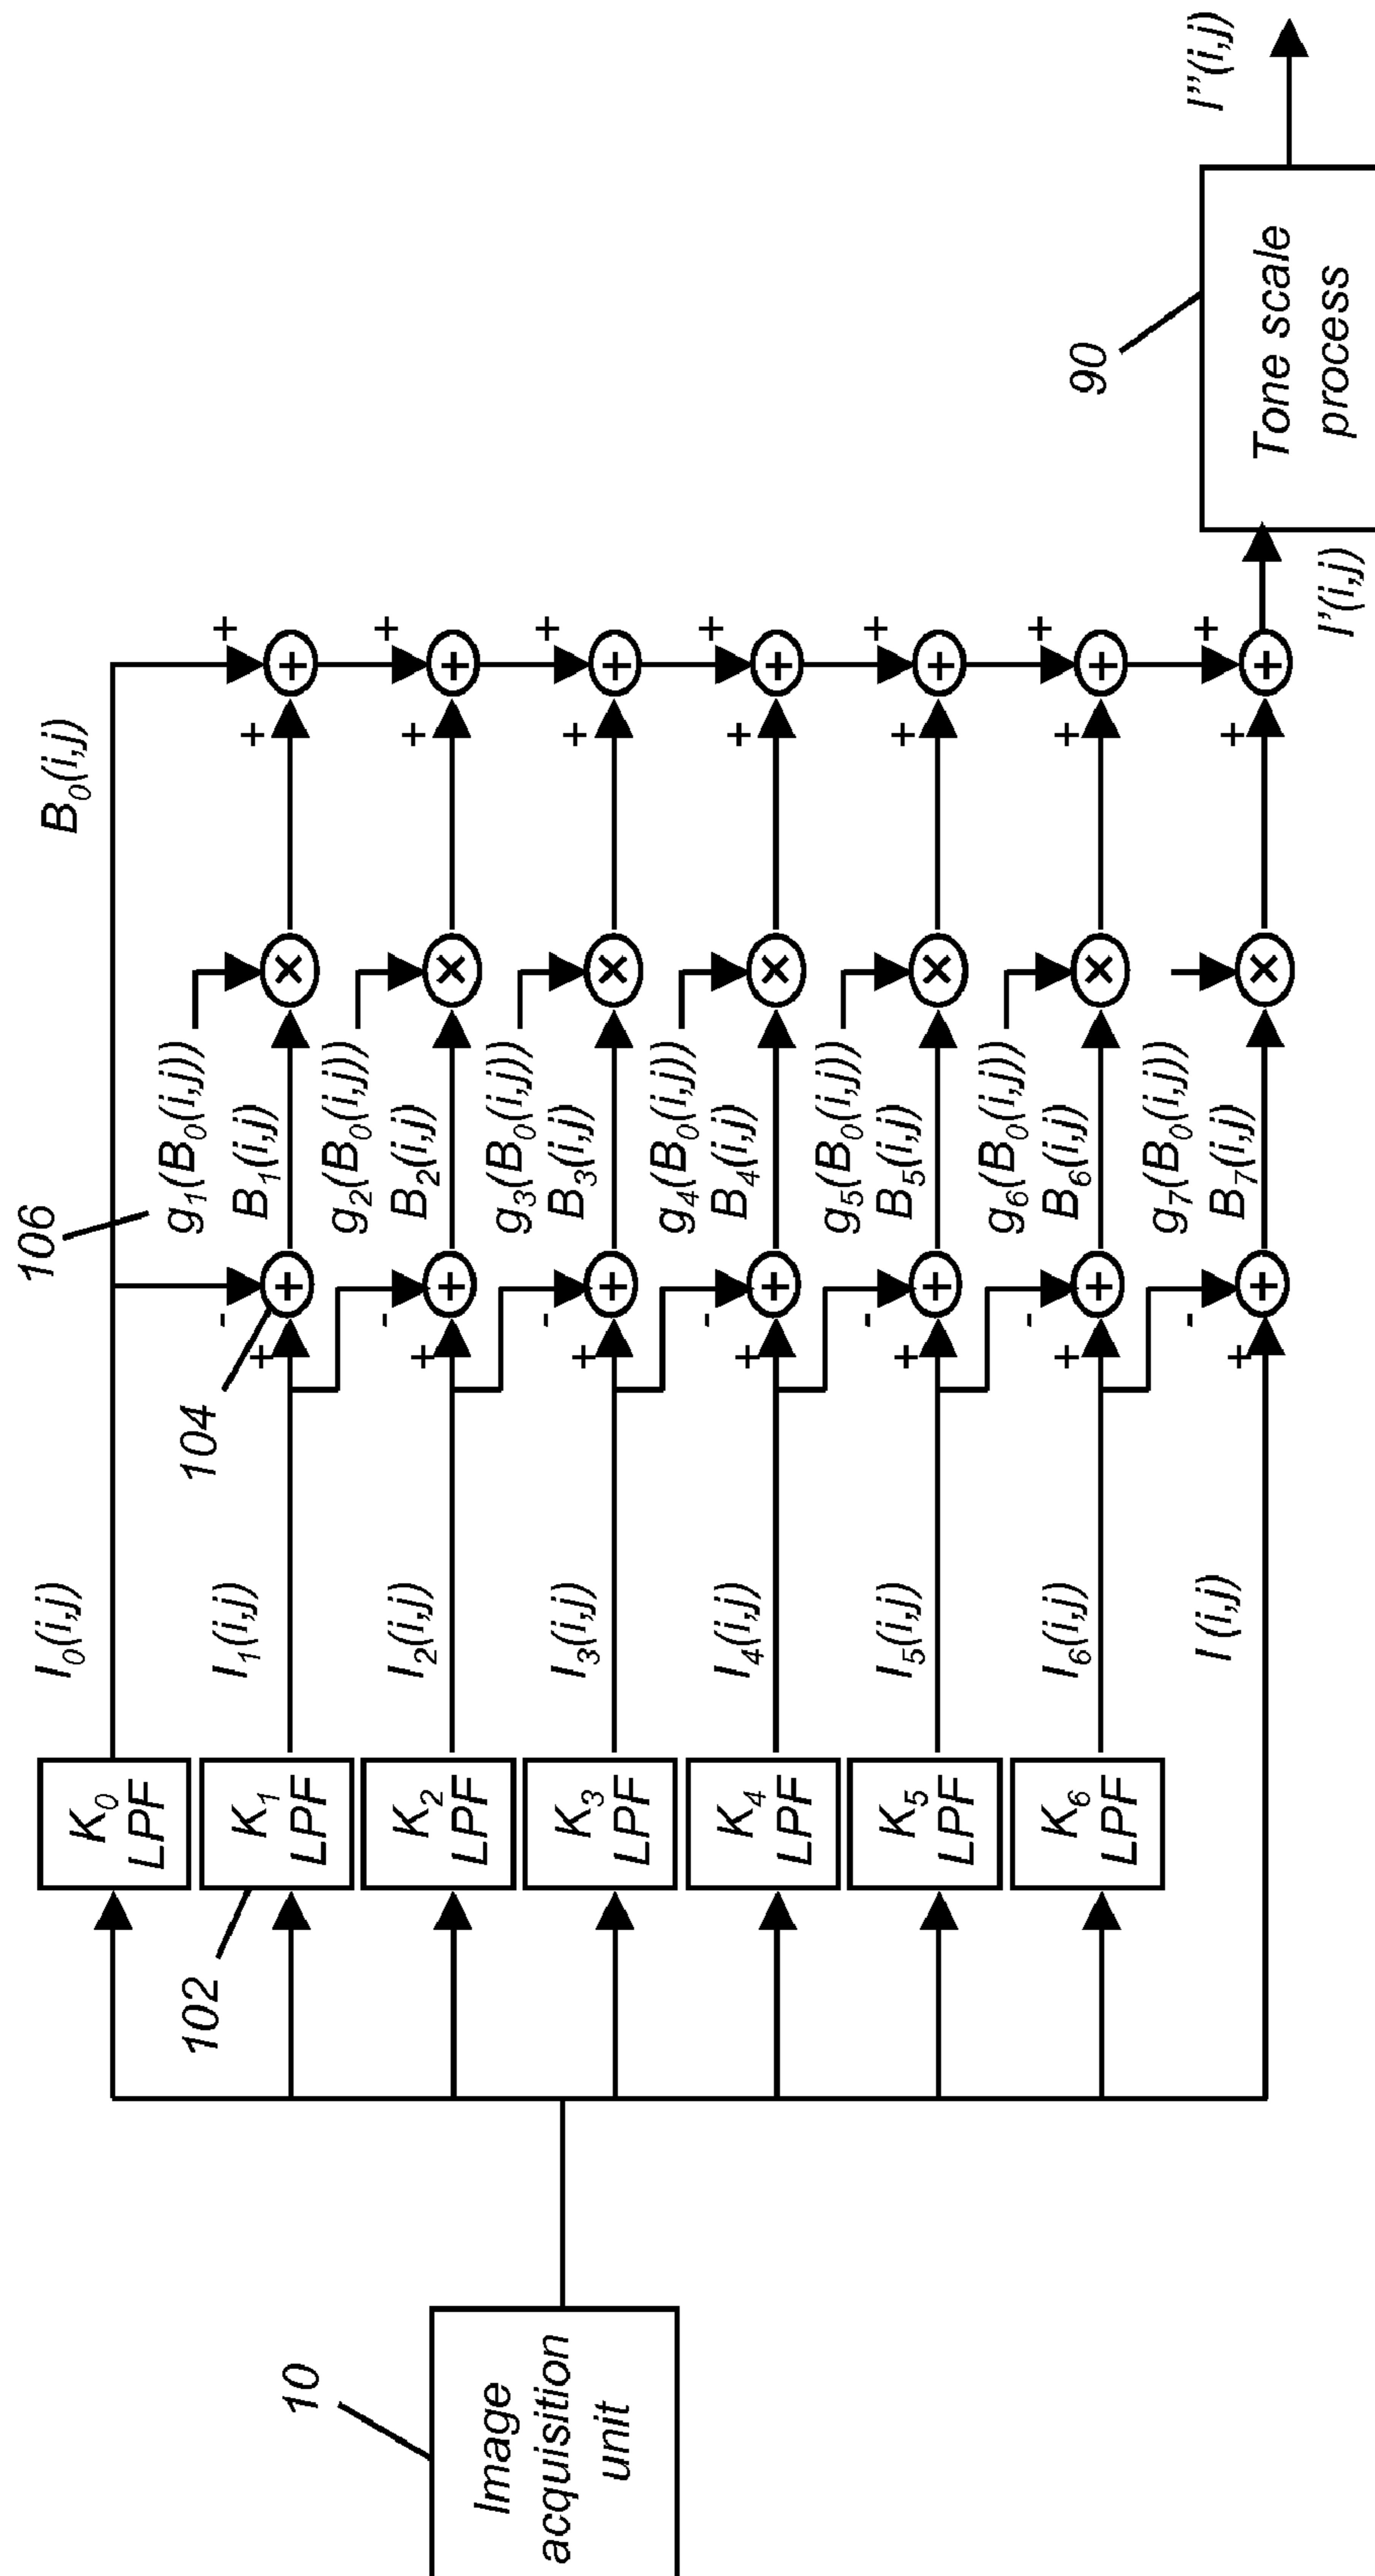 10
Image
acquisition
unit
102
K₀
LPF
K₁
LPF
K₂
LPF
K₃
LPF
K₄
LPF
K₅
LPF
K₆
LPF
I₀(i,j)
I₁(i,j)
I₂(i,j)
I₃(i,j)
I₄(i,j)
I₅(i,j)
I₆(i,j)
I (i,j)
104
- +
- +
- +
- +
- +
- +
- +
+
+
+
+
+
+
+
106
g₁(B₀(i,j))
B₁(i,j)
g₂(B₀(i,j))
B₂(i,j)
g₃(B₀(i,j))
B₃(i,j)
g₄(B₀(i,j))
B₄(i,j)
g₅(B₀(i,j))
B₅(i,j)
g₆(B₀(i,j))
B₆(i,j)
g₇(B₀(i,j))
B₇(i,j)
×
×
×
×
×
×
×
B₀(i,j)
+ +
+ +
+ +
+ +
+ +
+ +
+ +
+
+
+
+
+
+
+
I'(i,j)
90
Tone scale
process
I''(i,j)